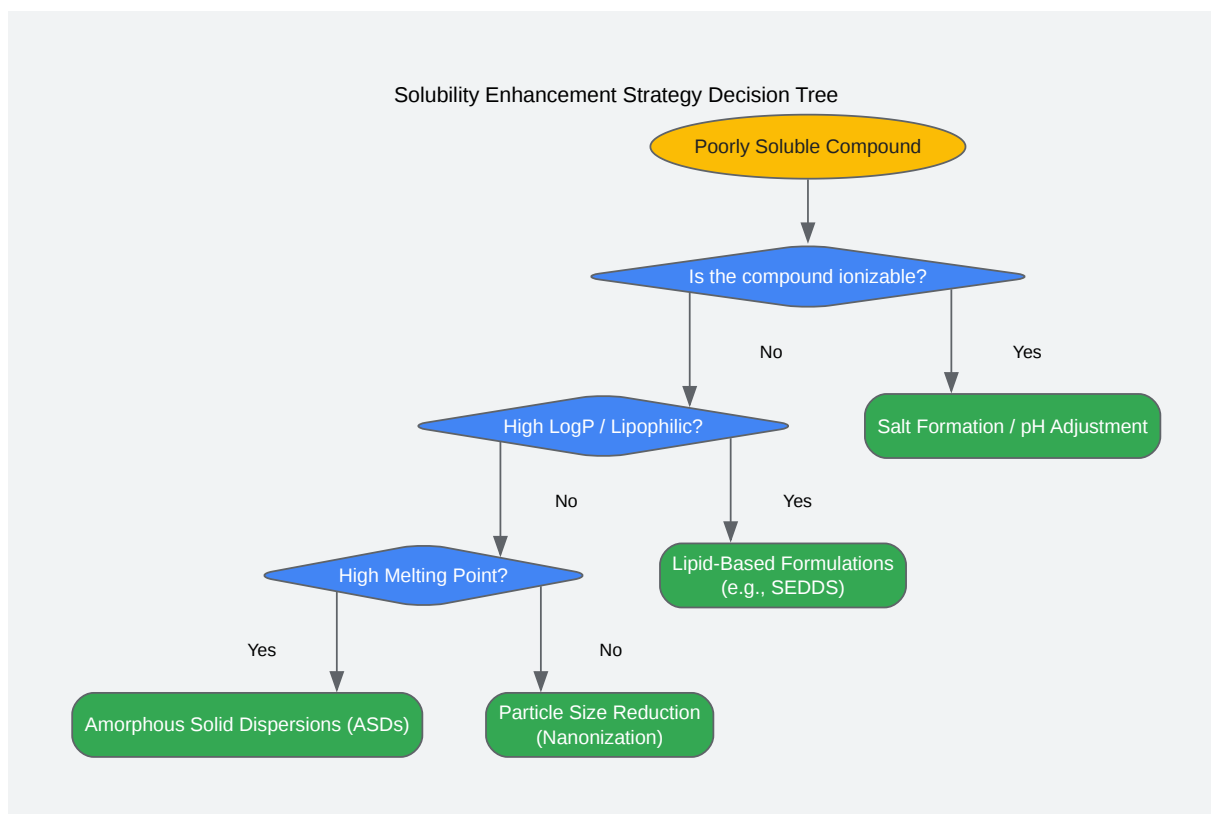 Solubility Enhancement Strategy Decision Tree
Poorly Soluble Compound
Is the compound ionizable?
No
Yes
Salt Formation / pH Adjustment
High LogP / Lipophilic?
No
Yes
Lipid-Based Formulations
(e.g., SEDDS)
High Melting Point?
Yes
No
Amorphous Solid Dispersions (ASDs)
Particle Size Reduction
(Nanonization)